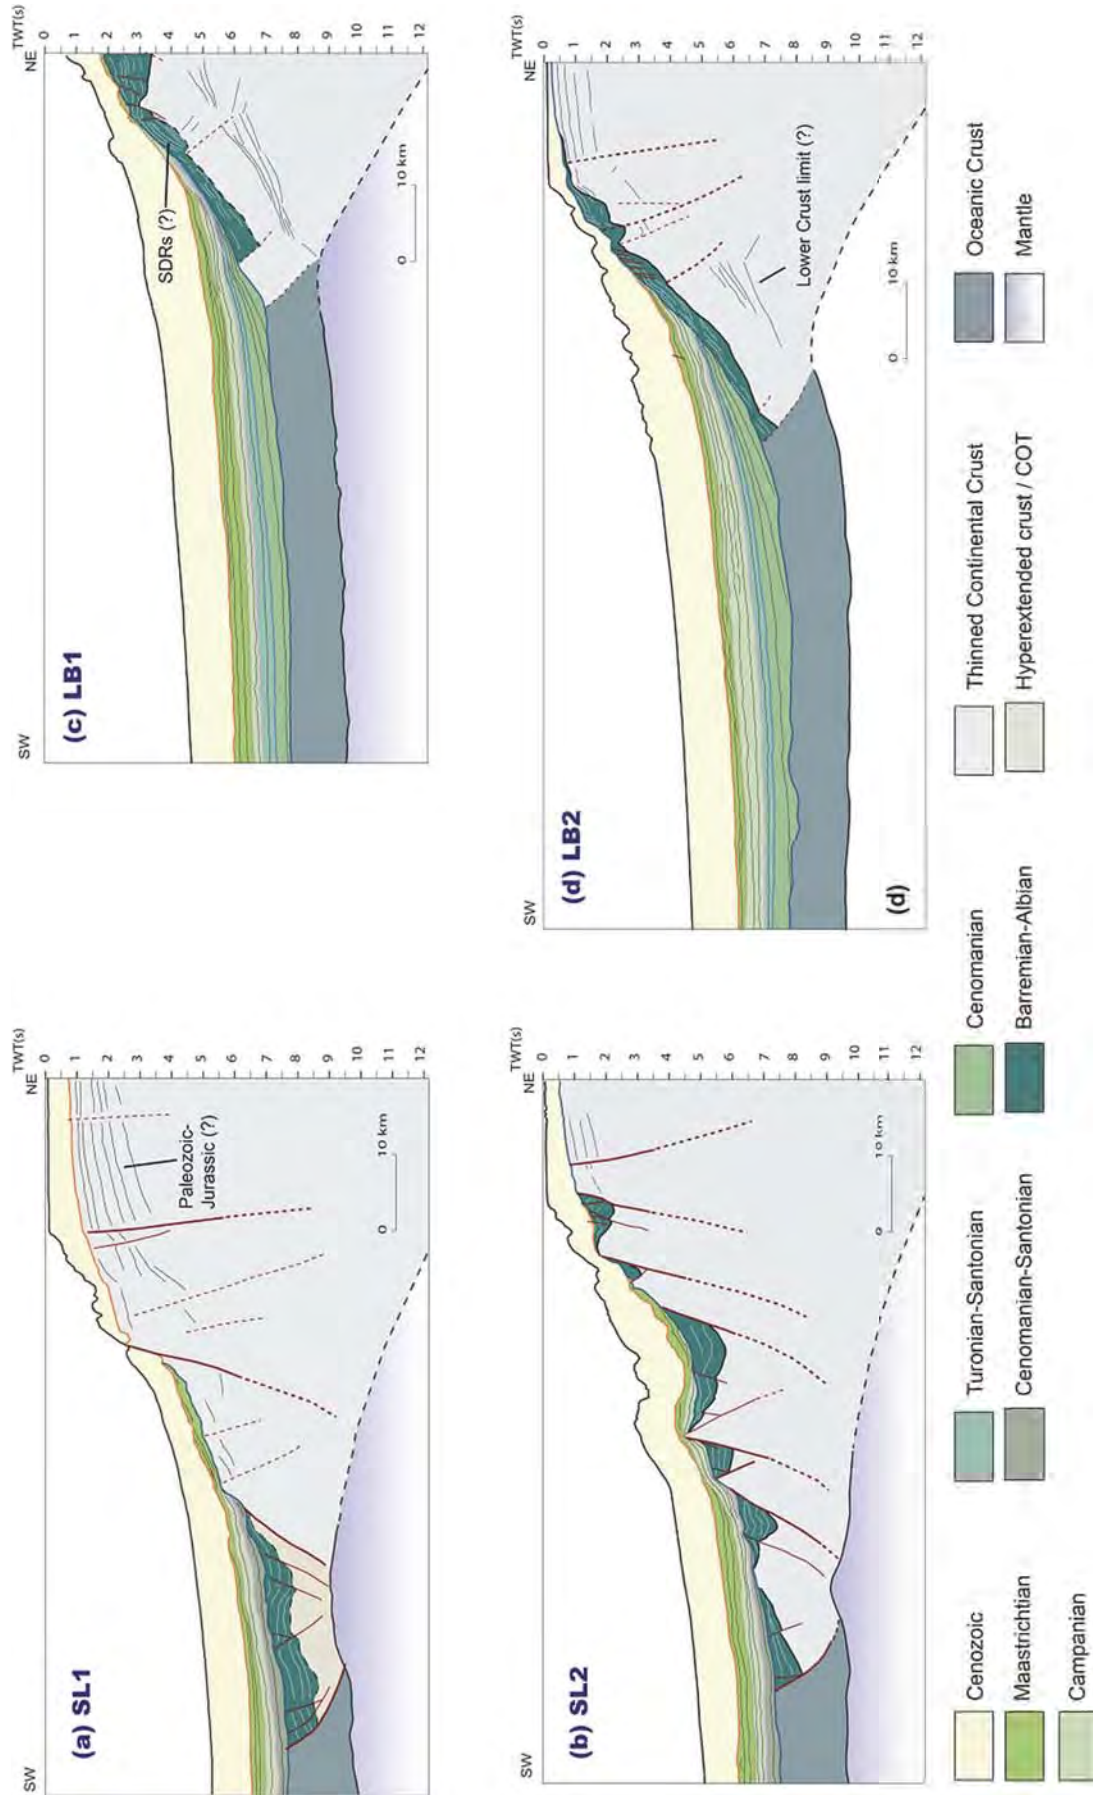 (a) SL1
SW
NE
TWT(s)
0
1
2
3
4
5
6
7
8
9
10
11
12
Paleozoic-
Jurassic (?)
0
10 km
(b) SL2
NE
TWT(s)
0
1
2
3
4
5
6
7
8
9
10
11
12
0
10 km
(c) LB1
SW
NE
TWT(s)
0
1
2
3
4
5
6
7
8
9
10
11
12
SDRs (?)
0
10 km
(d) LB2
SW
NE
TWT(s)
0
1
2
3
4
5
6
7
8
9
10
11
12
Lower Crust limit (?)
0
10 km
(d)
Cenozoic
Maastrichtian
Campanian
Turonian-Santonian
Cenomanian-Santonian
Cenomanian
Barremian-Albian
Thinned Continental Crust
Hyperextended crust / COT
Oceanic Crust
Mantle